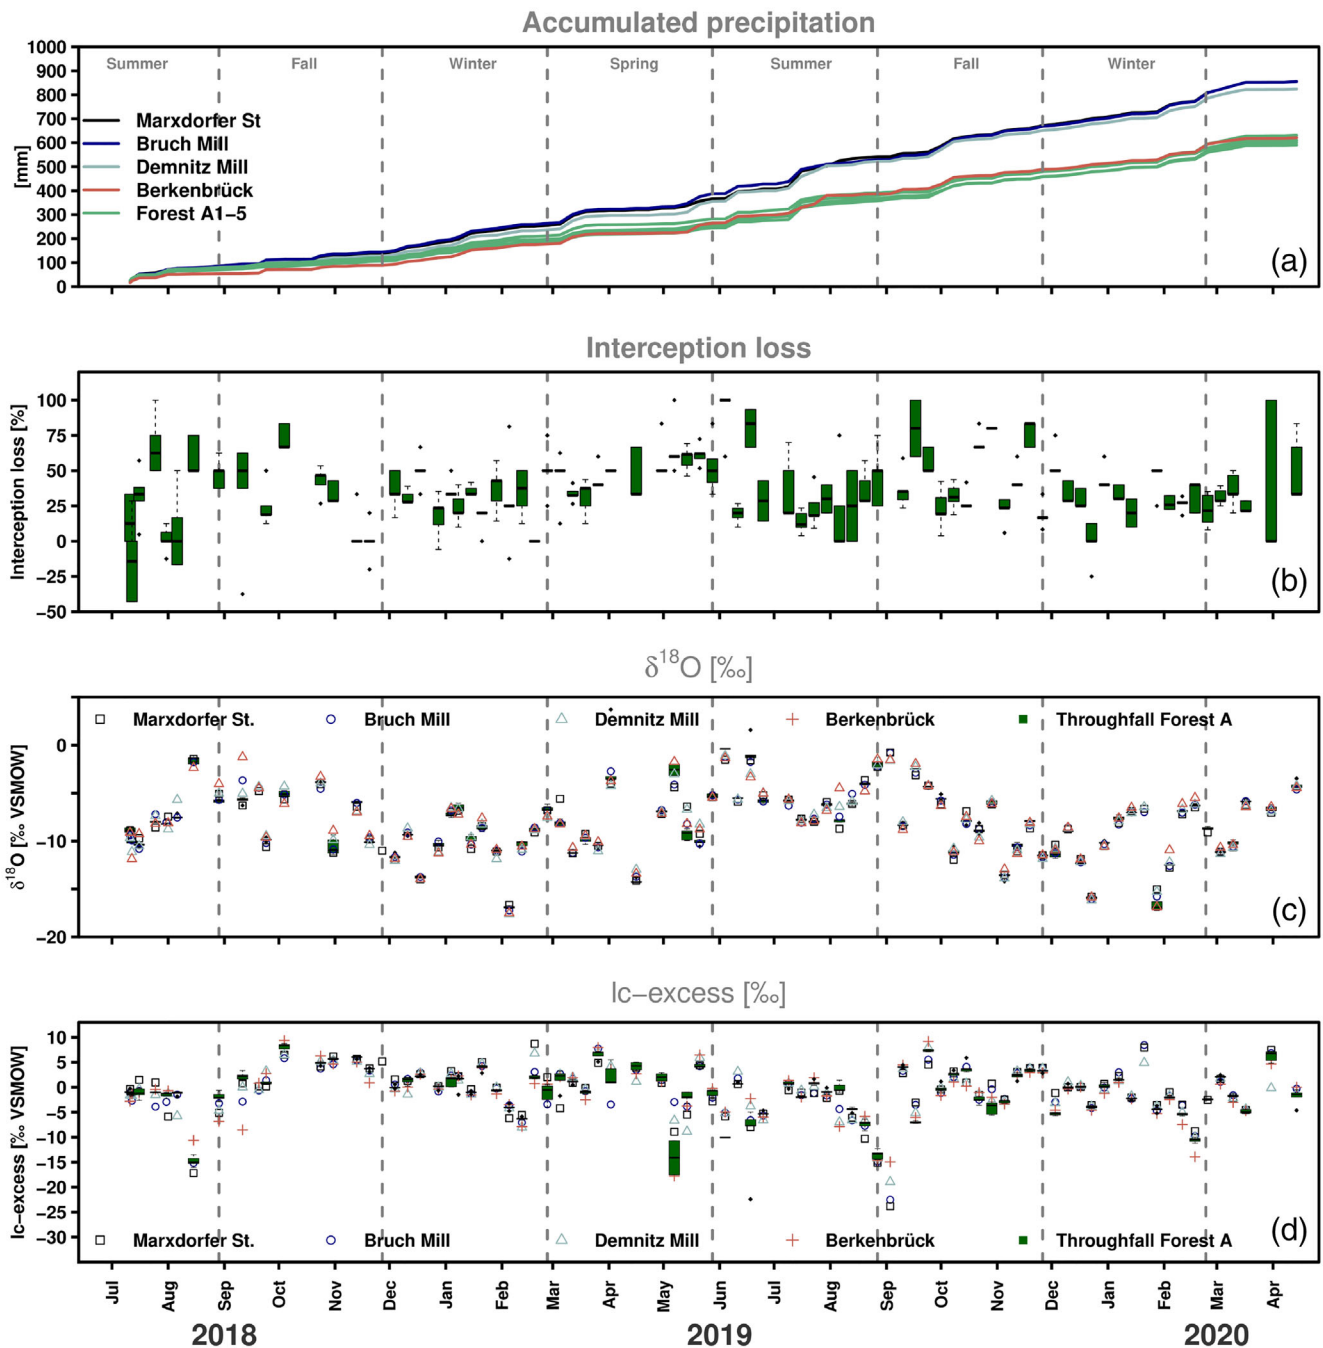 Accumulated precipitation
1000
900
800
700
600
500
400
300
200
100
0
[mm]
Summer Fall Winter Spring Summer Fall Winter
Marxdorfer St
Bruch Mill
Demnitz Mill
Berkenbrück
Forest A1−5
(a)
Interception loss
Interception loss [%]
100
75
50
25
0
−25
−50
(b)
δ18O [‰]
δ18O [‰ VSMOW]
Marxdorfer St. Bruch Mill Demnitz Mill Berkenbrück Throughfall Forest A
0
−10
−20
(c)
lc−excess [‰]
lc−excess [‰ VSMOW]
10
5
0
−5
−10
−15
−20
−25
−30
Marxdorfer St. Bruch Mill Demnitz Mill Berkenbrück Throughfall Forest A
(d)
Jul Aug Sep Oct Nov Dec Jan Feb Mar Apr May Jun Jul Aug Sep Oct Nov Dec Jan Feb Mar Apr
2018 2019 2020